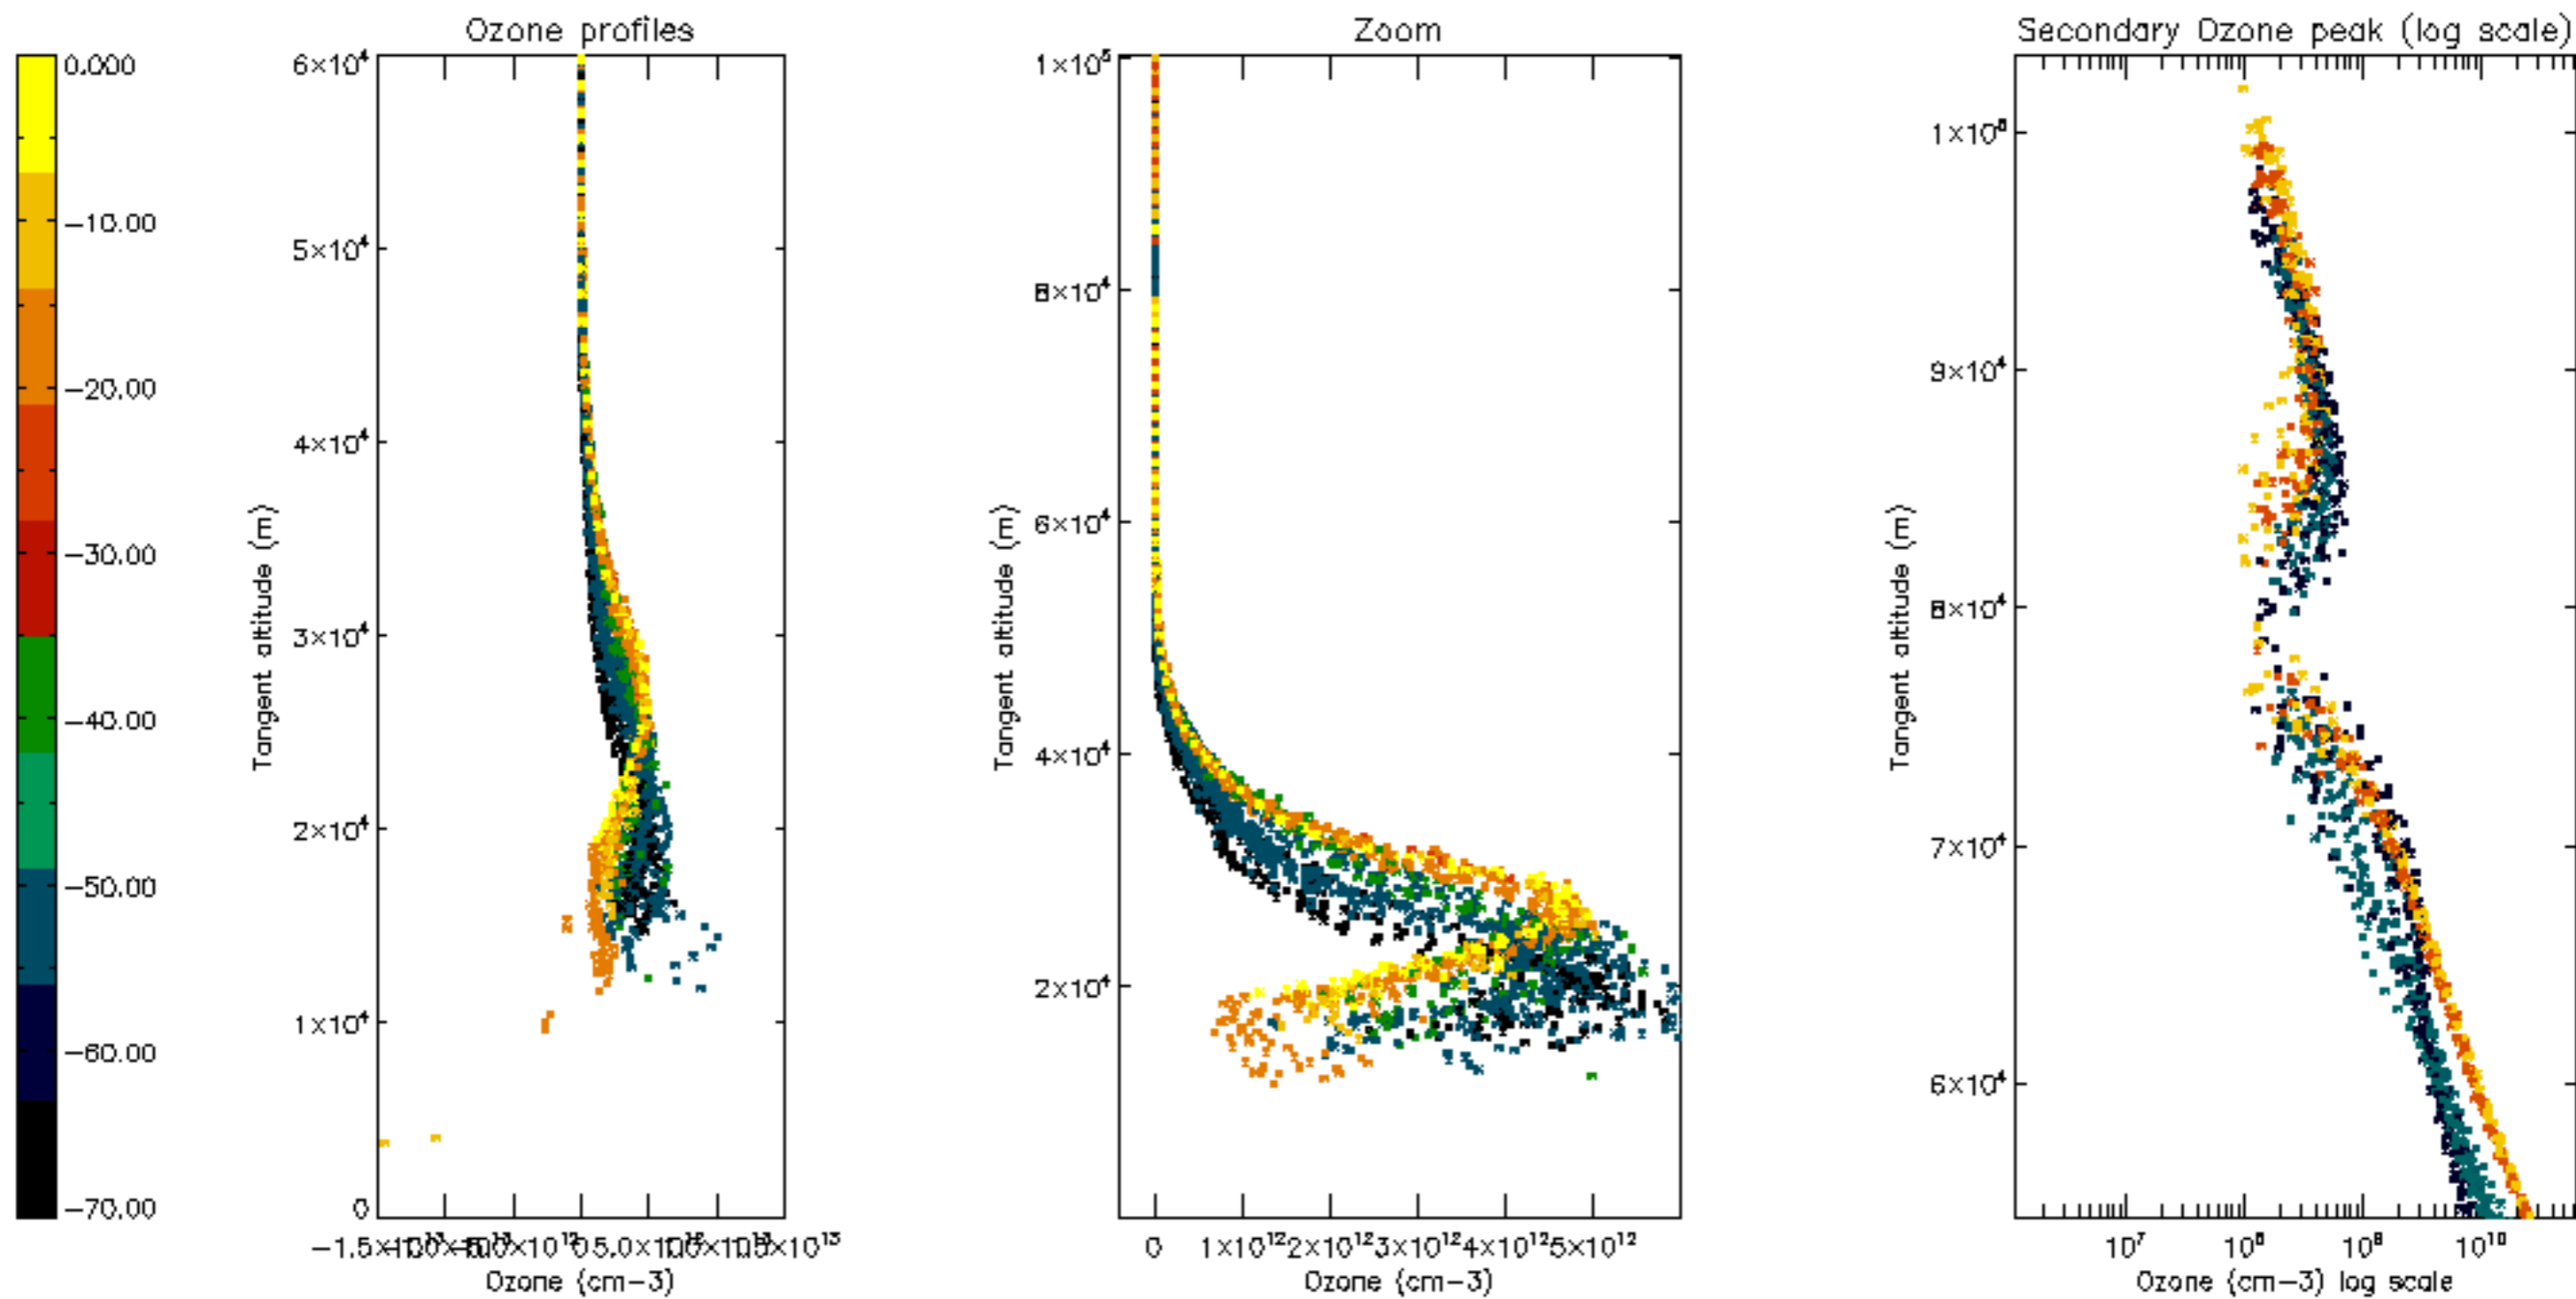 Ozone profiles
Zoom
Secondary Ozone peak (log scale)
0.000
-10.00
-20.00
-30.00
-40.00
-50.00
-60.00
-70.00
6×10⁴
5×10⁴
4×10⁴
3×10⁴
2×10⁴
1×10⁴
0
Tangent altitude (m)
Ozone (cm-3)
1×10⁵
8×10⁴
6×10⁴
4×10⁴
2×10⁴
Tangent altitude (m)
0 1×10¹² 2×10¹² 3×10¹² 4×10¹² 5×10¹²
Ozone (cm-3)
9×10⁴
8×10⁴
7×10⁴
6×10⁴
Tangent altitude (m)
10⁷ 10⁸ 10⁹ 10¹⁰
Ozone (cm-3) log scale